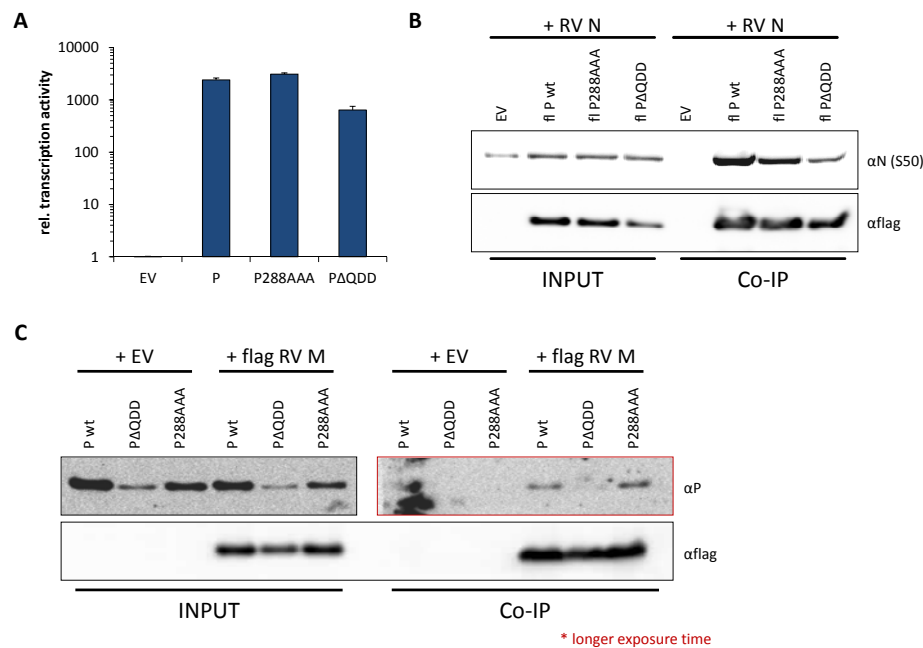 A
rel. transcription activity
10000
1000
100
10
1
EV P P288AAA PΔQDD
B
+ RV N + RV N
EV fl P wt fl P288AAA fl PΔQDD EV fl P wt fl P288AAA fl PΔQDD
αN (S50)
αflag
INPUT Co-IP
C
+ EV + flag RV M + EV + flag RV M
P wt PΔQDD P288AAA P wt PΔQDD P288AAA P wt PΔQDD P288AAA P wt PΔQDD P288AAA
αP
αflag
INPUT Co-IP
* longer exposure time